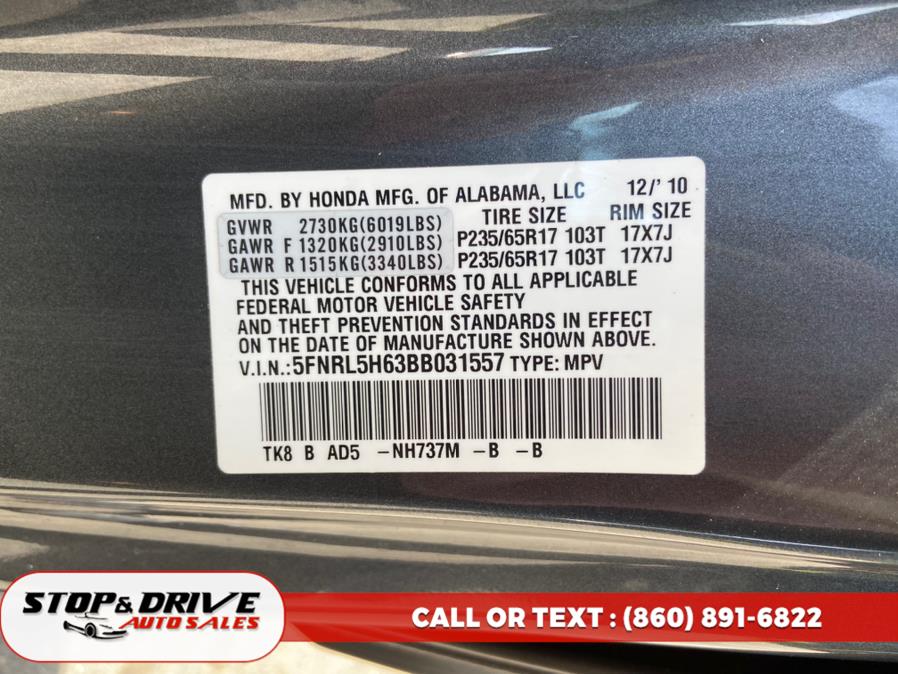 MFD. BY HONDA MFG. OF ALABAMA, LLC 12/' 10
GVWR 2730KG(6019LBS) TIRE SIZE RIM SIZE
GAWR F 1320KG(2910LBS) P235/65R17 103T 17X7J
GAWR R 1515KG(3340LBS) P235/65R17 103T 17X7J
THIS VEHICLE CONFORMS TO ALL APPLICABLE
FEDERAL MOTOR VEHICLE SAFETY
AND THEFT PREVENTION STANDARDS IN EFFECT
ON THE DATE OF MANUFACTURE SHOWN ABOVE.
V.I.N.:5FNRL5H63BB031557 TYPE: MPV
TK8 B AD5 -NH737M -B -B
STOP & DRIVE
AUTO SALES
CALL OR TEXT : (860) 891-6822